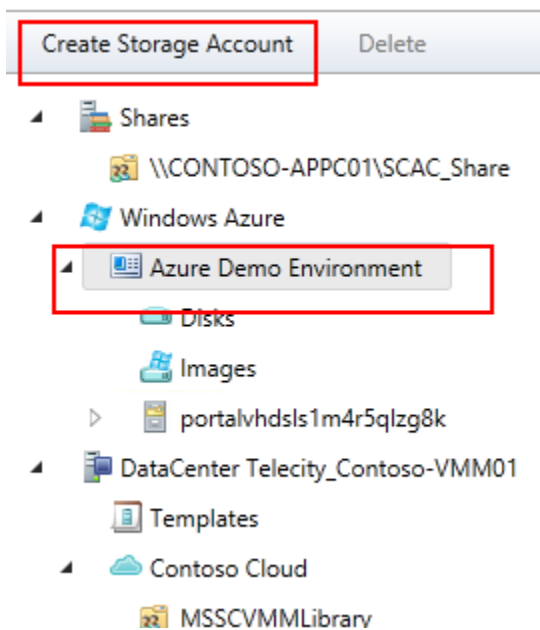 Create Storage Account Delete
Shares
\\CONTOSO-APPC01\SCAC_Share
Windows Azure
Azure Demo Environment
Disks
Images
portalvhdsls1m4r5qlzg8k
DataCenter Telecity_Contoso-VMM01
Templates
Contoso Cloud
MSSCVMMLibrary